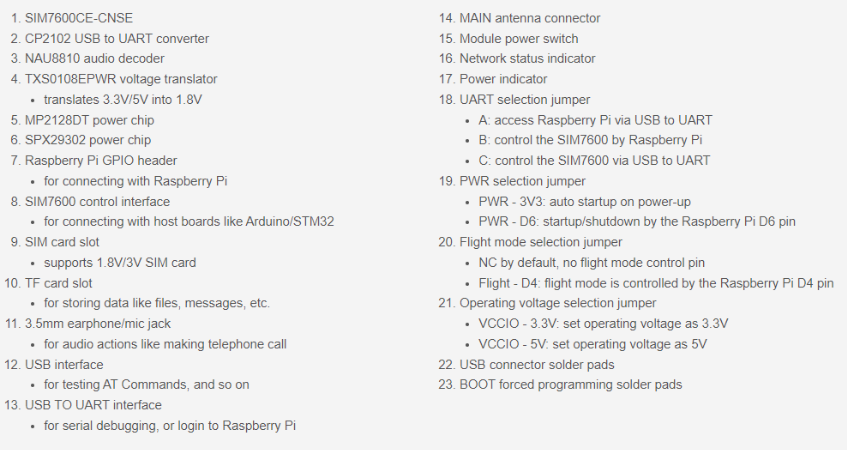 1. SIM7600CE-CNSE
2. CP2102 USB to UART converter
3. NAU8810 audio decoder
4. TXS0108EPWR voltage translator
• translates 3.3V/5V into 1.8V
5. MP2128DT power chip
6. SPX29302 power chip
7. Raspberry Pi GPIO header
• for connecting with Raspberry Pi
8. SIM7600 control interface
• for connecting with host boards like Arduino/STM32
9. SIM card slot
• supports 1.8V/3V SIM card
10. TF card slot
• for storing data like files, messages, etc.
11. 3.5mm earphone/mic jack
• for audio actions like making telephone call
12. USB interface
• for testing AT Commands, and so on
13. USB TO UART interface
• for serial debugging, or login to Raspberry Pi
14. MAIN antenna connector
15. Module power switch
16. Network status indicator
17. Power indicator
18. UART selection jumper
• A: access Raspberry Pi via USB to UART
• B: control the SIM7600 by Raspberry Pi
• C: control the SIM7600 via USB to UART
19. PWR selection jumper
• PWR - 3V3: auto startup on power-up
• PWR - D6: startup/shutdown by the Raspberry Pi D6 pin
20. Flight mode selection jumper
• NC by default, no flight mode control pin
• Flight - D4: flight mode is controlled by the Raspberry Pi D4 pin
21. Operating voltage selection jumper
• VCCIO - 3.3V: set operating voltage as 3.3V
• VCCIO - 5V: set operating voltage as 5V
22. USB connector solder pads
23. BOOT forced programming solder pads